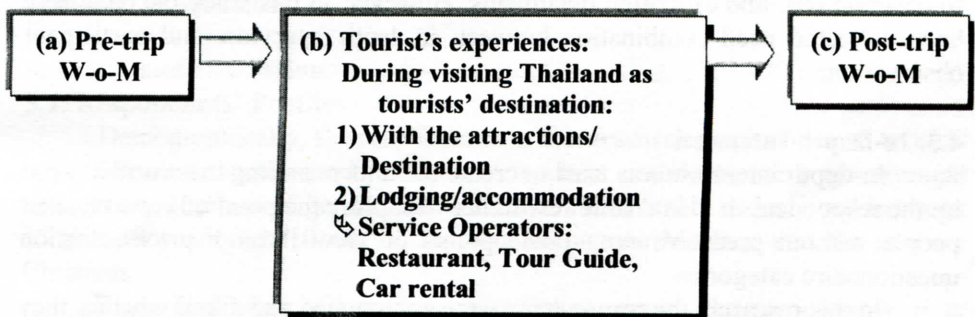 (a) Pre-trip
W-o-M
(b) Tourist's experiences:
During visiting Thailand as
tourists' destination:
1) With the attractions/
Destination
2) Lodging/accommodation
Service Operators:
Restaurant, Tour Guide,
Car rental
(c) Post-trip
W-o-M